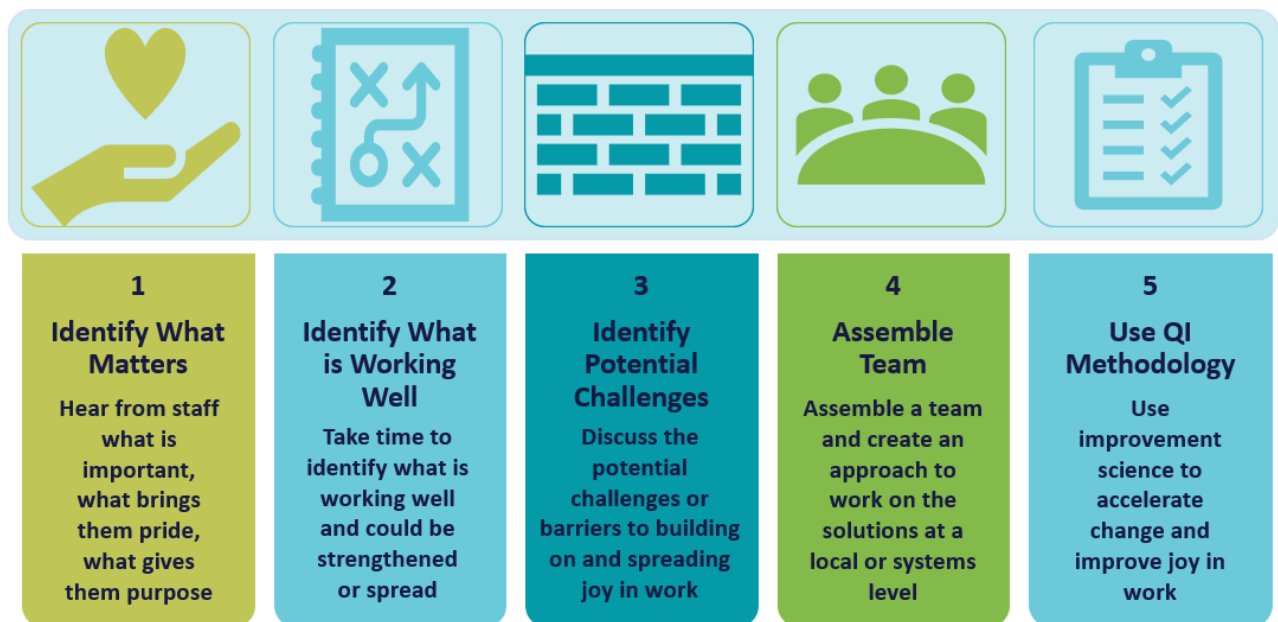 1
Identify What
Matters
Hear from staff
what is
important,
what brings
them pride,
what gives
them purpose
2
Identify What
is Working
Well
Take time to
identify what is
working well
and could be
strengthened
or spread
3
Identify
Potential
Challenges
Discuss the
potential
challenges or
barriers to building
on and spreading
joy in work
4
Assemble
Team
Assemble a team
and create an
approach to
work on the
solutions at a
local or systems
level
5
Use QI
Methodology
Use
improvement
science to
accelerate
change and
improve joy in
work